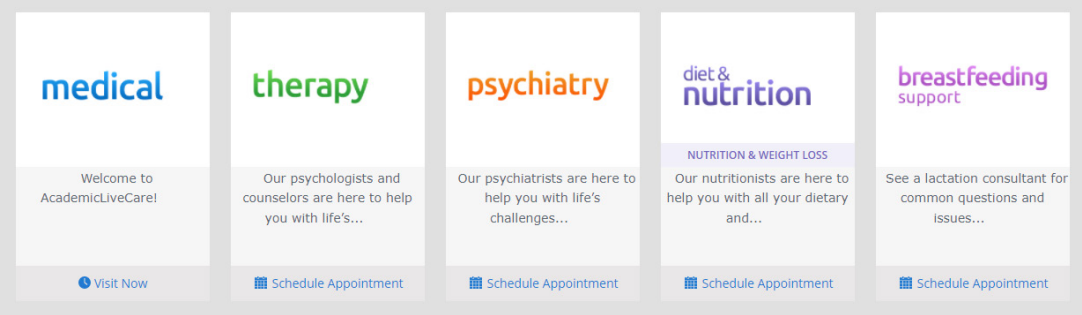 medical
Welcome to
AcademicLiveCare!
Visit Now
therapy
Our psychologists and
counselors are here to help
you with life's...
Schedule Appointment
psychiatry
Our psychiatrists are here to
help you with life's
challenges...
Schedule Appointment
diet &
nutrition
NUTRITION & WEIGHT LOSS
Our nutritionists are here to
help you with all your dietary
and...
Schedule Appointment
breastfeeding
support
See a lactation consultant for
common questions and
issues...
Schedule Appointment